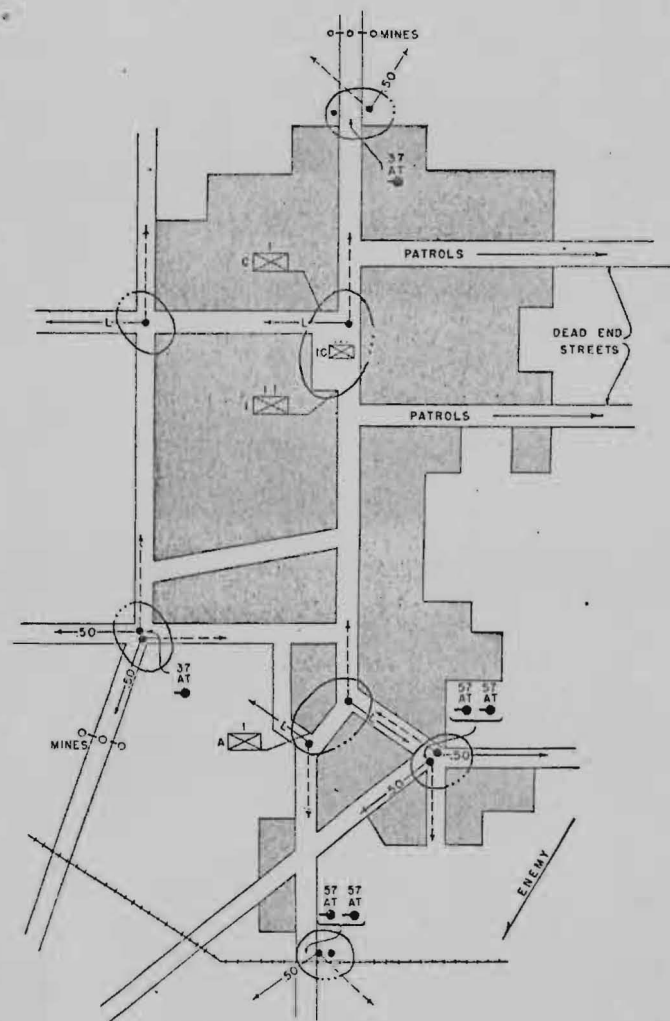 MINES
.50
37
AT
I
C
PATROLS
L
L
DEAD END
STREETS
IC
II
I
PATROLS
.50
37
AT
.50
57 57
AT AT
L
I
A
MINES
.50
.50
ENEMY
57 57
AT AT
.50